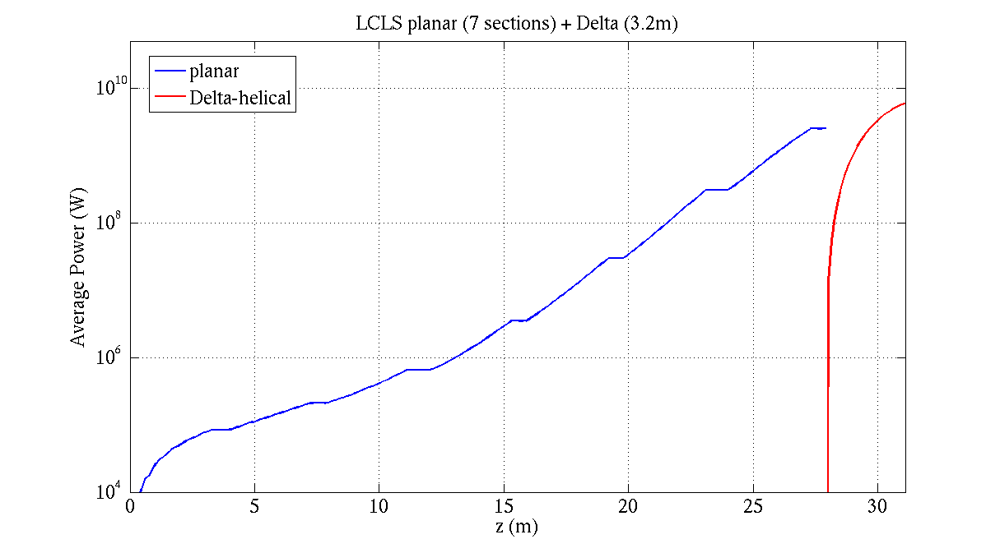 LCLS planar (7 sections) + Delta (3.2m)
planar
Delta-helical
Average Power (W)
10^10
10^8
10^6
10^4
0 5 10 15 20 25 30
z (m)